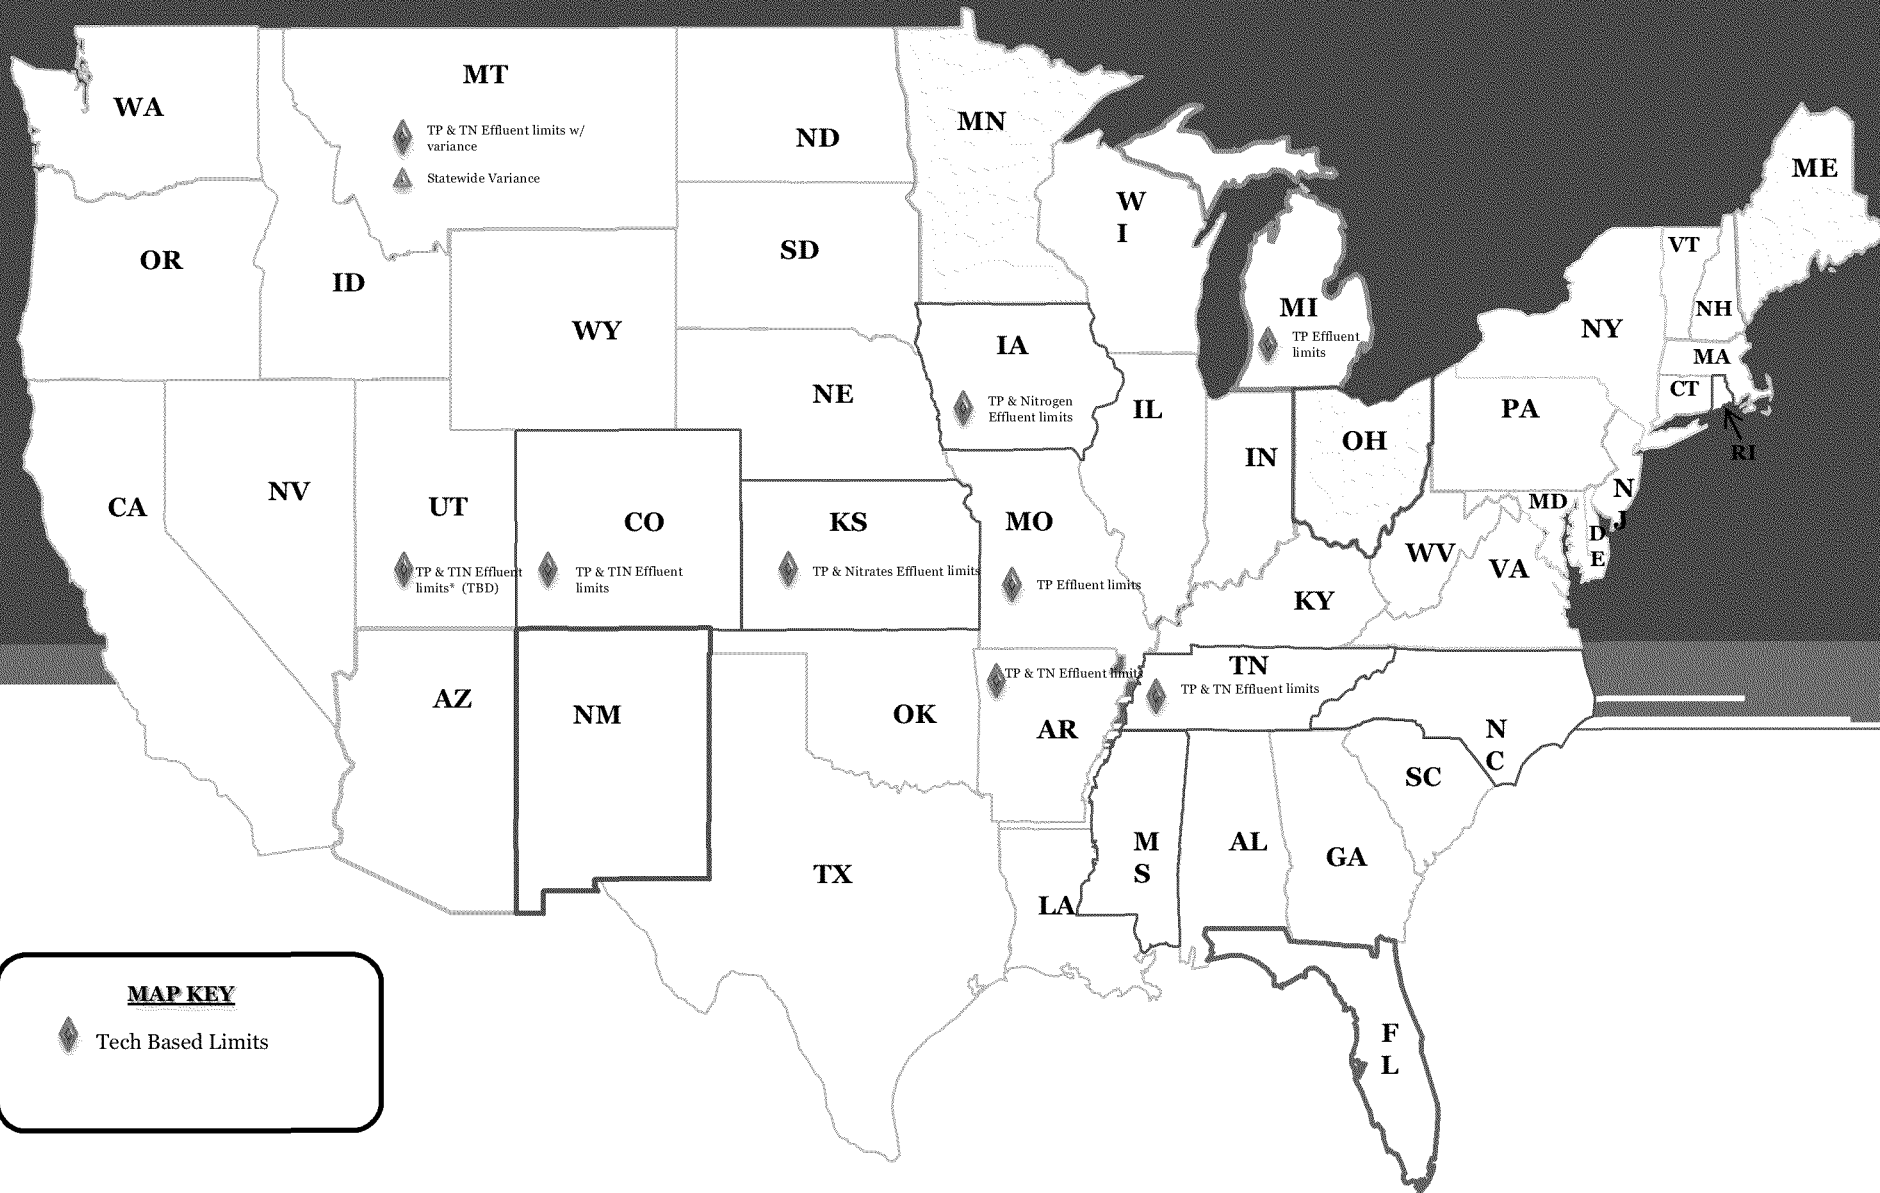 MT
WA
TP & TN Effluent limits w/
variance
Statewide Variance
ND
MN
ME
W
I
OR
ID
SD
VT
WY
MI
TP Effluent
limits
NH
NY
IA
TP & Nitrogen
Effluent limits
MA
CT
NE
IL
PA
OH
RI
IN
NV
CA
UT
TP & TIN Effluent
limits* (TBD)
CO
TP & TIN Effluent
limits
KS
TP & Nitrates Effluent limits
MO
TP Effluent limits
MD
N
J
D
E
WV
VA
KY
TP & TN Effluent limits
AR
TN
TP & TN Effluent limits
AZ
NM
OK
N
C
SC
M
S
AL
GA
TX
LA
F
L
MAP KEY
Tech Based Limits